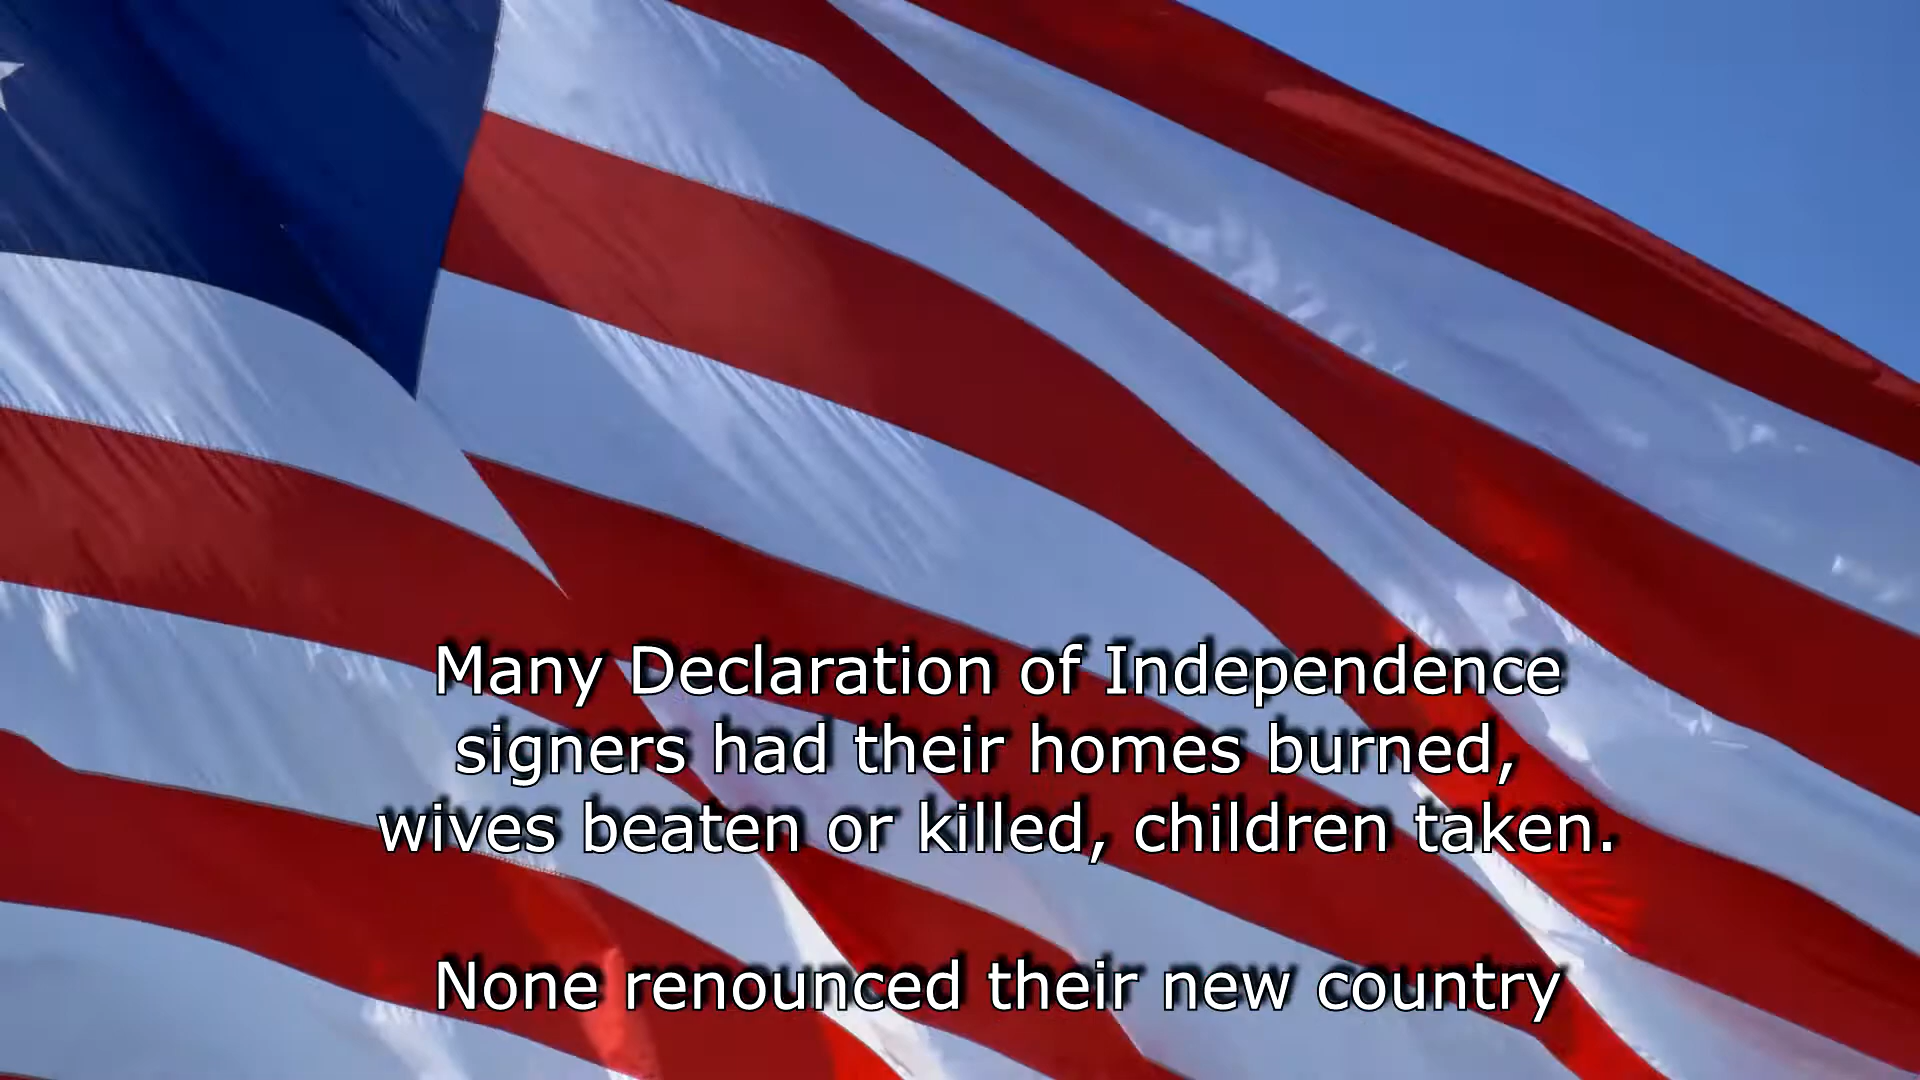 Many Declaration of Independence
signers had their homes burned,
wives beaten or killed, children taken.
None renounced their new country